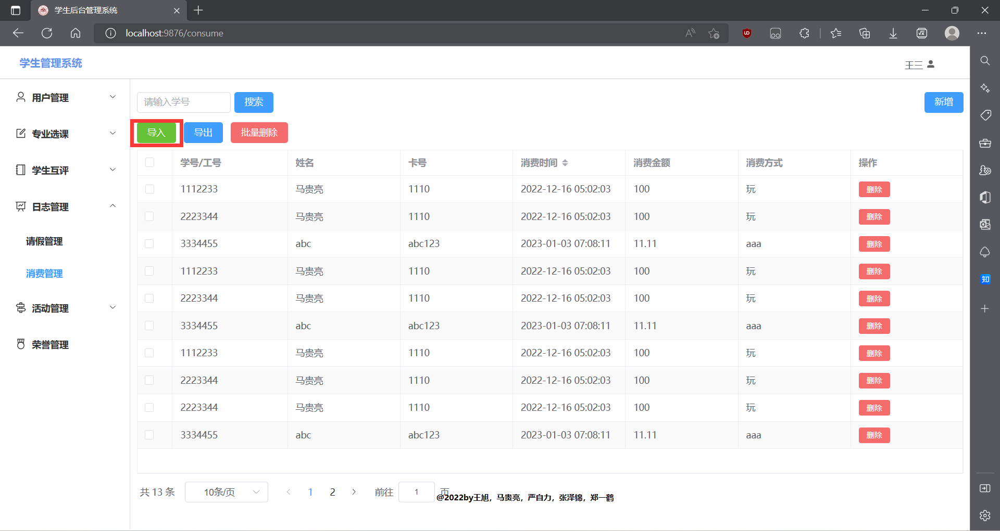 学生后台管理系统
localhost:9876/consume
学生管理系统
王三
用户管理
专业选课
学生互评
日志管理
请假管理
消费管理
活动管理
荣誉管理
请输入学号 搜索 新增
导入 导出 批量删除
学号/工号 姓名 卡号 消费时间 消费金额 消费方式 操作
1112233 马贵亮 1110 2022-12-16 05:02:03 100 玩 删除
2223344 马贵亮 1110 2022-12-16 05:02:03 100 玩 删除
3334455 abc abc123 2023-01-03 07:08:11 11.11 aaa 删除
1112233 马贵亮 1110 2022-12-16 05:02:03 100 玩 删除
2223344 马贵亮 1110 2022-12-16 05:02:03 100 玩 删除
3334455 abc abc123 2023-01-03 07:08:11 11.11 aaa 删除
1112233 马贵亮 1110 2022-12-16 05:02:03 100 玩 删除
2223344 马贵亮 1110 2022-12-16 05:02:03 100 玩 删除
2223344 马贵亮 1110 2022-12-16 05:02:03 100 玩 删除
3334455 abc abc123 2023-01-03 07:08:11 11.11 aaa 删除
共 13 条 10条/页 1 2 前往 1 页
@2022by王旭，马贵亮，严自力，张泽锦，郑一鹤
知